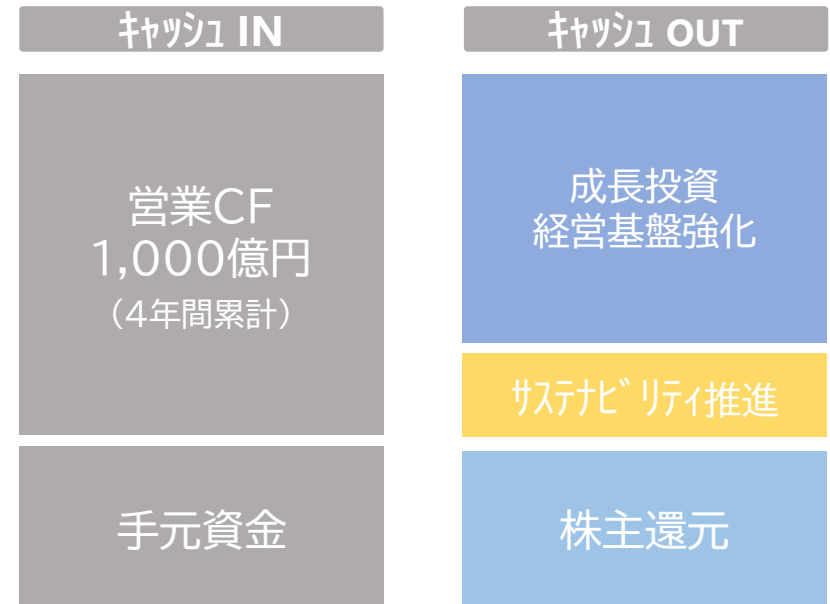 ｷｬｯｼｭ IN
営業CF
1,000億円
（4年間累計）
手元資金
ｷｬｯｼｭ OUT
成長投資
経営基盤強化
ｻｽﾃﾅﾋﾞﾘﾃｨ推進
株主還元